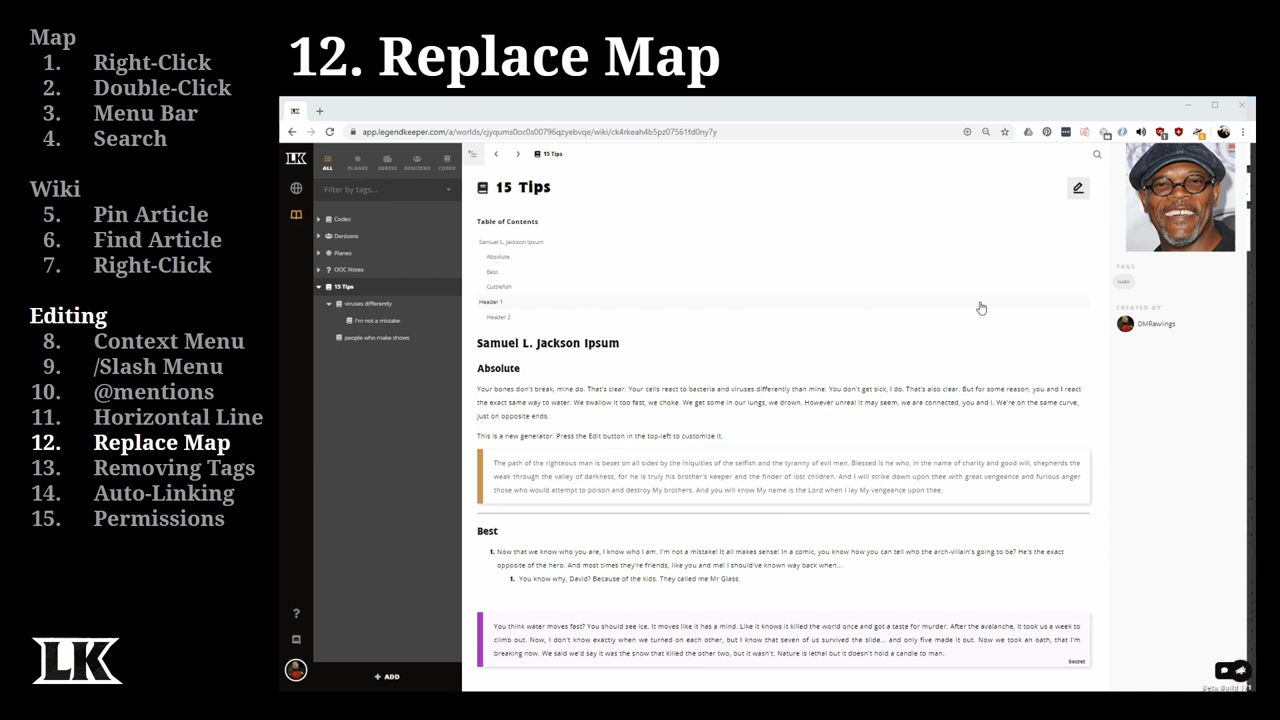 Map
1. Right-Click
2. Double-Click
3. Menu Bar
4. Search
Wiki
5. Pin Article
6. Find Article
7. Right-Click
Editing
8. Context Menu
9. /Slash Menu
10. @mentions
11. Horizontal Line
12. Replace Map
13. Removing Tags
14. Auto-Linking
15. Permissions
LK
12. Replace Map
LK
app.legendkeeper.com/a/worlds/cjyqums0oc0s00796qzyebvqe/wiki/ck4rkeah4b5pz07561fd0ny7y
LK
ALL
PLANES
DENIZENS
CODEX
Filter by tags...
Codex
Denizens
Planes
OOC Notes
15 Tips
viruses differently
I'm not a mistake
people who make shows
+ ADD
15 Tips
15 Tips
Table of Contents
Samuel L. Jackson Ipsum
Absolute
Best
Cuttlefish
Header 1
Header 2
Samuel L. Jackson Ipsum
Absolute
Your bones don't break, mine do. That's clear. Your cells react to bacteria and viruses differently than mine. You don't get sick, I do. That's also clear. But for some reason, you and I react
the exact same way to water. We swallow it too fast, we choke. We get some in our lungs, we drown. However unreal it may seem, we are connected, you and I. We're on the same curve,
just on opposite ends.
This is a new generator. Press the Edit button in the top-left to customize it.
The path of the righteous man is beset on all sides by the iniquities of the selfish and the tyranny of evil men. Blessed is he who, in the name of charity and good will, shepherds the
weak through the valley of darkness, for he is truly his brother's keeper and the finder of lost children. And I will strike down upon thee with great vengeance and furious anger
those who would attempt to poison and destroy My brothers. And you will know My name is the Lord when I lay My vengeance upon thee.
Best
1. Now that we know who you are, I know who I am. I'm not a mistake! It all makes sense! In a comic, you know how you can tell who the arch-villain's going to be? He's the exact
opposite of the hero. And most times they're friends, like you and me! I should've known way back when...
1. You know why, David? Because of the kids. They called me Mr Glass.
You think water moves fast? You should see ice. It moves like it has a mind. Like it knows it killed the world once and got a taste for murder. After the avalanche, it took us a week to
climb out. Now, I don't know exactly when we turned on each other, but I know that seven of us survived the slide... and only five made it out. Now we took an oath, that I'm
breaking now. We said we'd say it was the snow that killed the other two, but it wasn't. Nature is lethal but it doesn't hold a candle to man.
Secret
TAGS
CREATED BY
DMRawlings